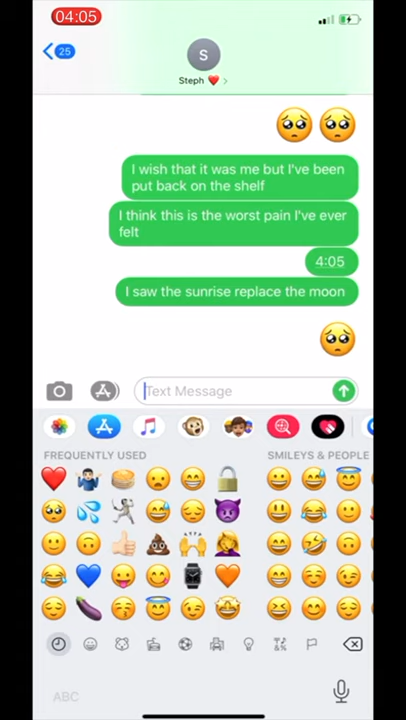 04:05
25
S
Steph ❤️ >
🥺🥺
I wish that it was me but I've been
put back on the shelf
I think this is the worst pain I've ever
felt
4:05
I saw the sunrise replace the moon
🥺
Text Message
FREQUENTLY USED
SMILEYS & PEOPLE
ABC